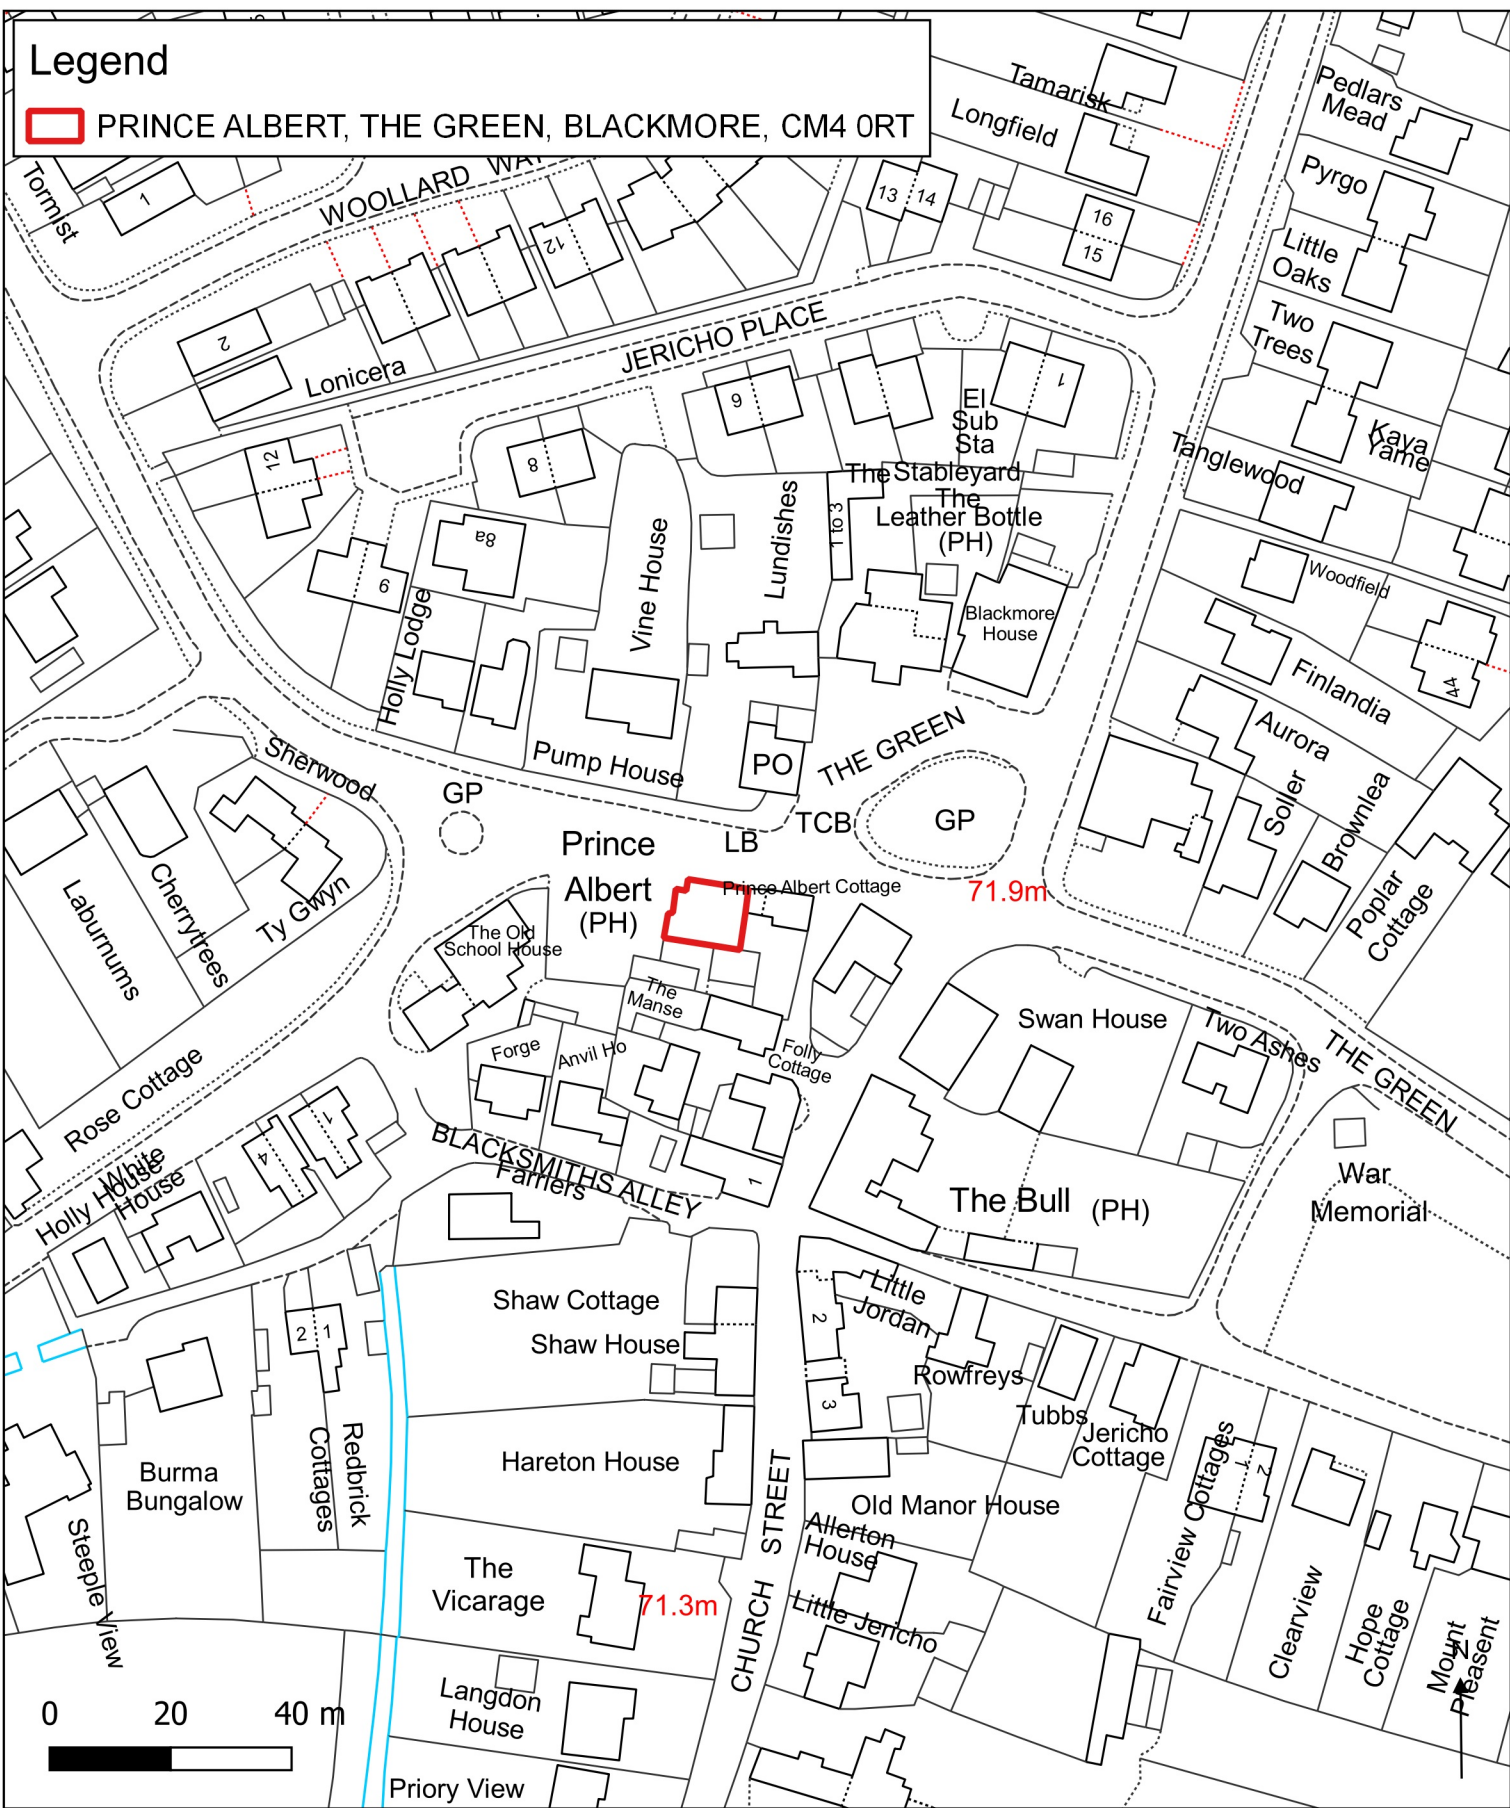 Legend
PRINCE ALBERT, THE GREEN, BLACKMORE, CM4 0RT
Tormist
1
WOOLLARD WAY
12
2
Lonicera
JERICHO PLACE
Tamarisk
Longfield
13
14
16
15
Pedlars
Mead
Pyrgo
Little
Oaks
Two
Trees
Kaya
Yame
Tanglewood
Woodfield
44
Finlandia
Aurora
Soller
Brownlea
Poplar
Cottage
12
9
8
8a
6
1
El
Sub
Sta
The Stableyard
1 to 3
The
Leather Bottle
(PH)
Blackmore
House
Lundishes
Vine House
Holly Lodge
Pump House
PO
THE GREEN
TCB
GP
LB
GP
Sherwood
Laburnums
Cherrytrees
Ty Gwyn
Prince
Albert
(PH)
Prince Albert Cottage
71.9m
The Old
School House
The
Manse
Forge
Anvil Ho
Folly
Cottage
Swan House
Two Ashes
THE GREEN
War
Memorial
The Bull (PH)
BLACKSMITHS ALLEY
1
Farriers
Rose Cottage
White
House
Holly House
4
1
Shaw Cottage
Shaw House
2
1
Redbrick
Cottages
Burma
Bungalow
Steeple View
Hareton House
The
Vicarage
71.3m
Langdon
House
Priory View
CHURCH STREET
2
3
Little
Jordan
Rowfreys
Tubbs
Jericho
Cottage
Old Manor House
Allerton
House
Little Jericho
Fairview Cottages
1
2
Clearview
Hope
Cottage
Mount
Pleasent
N
0 20 40 m